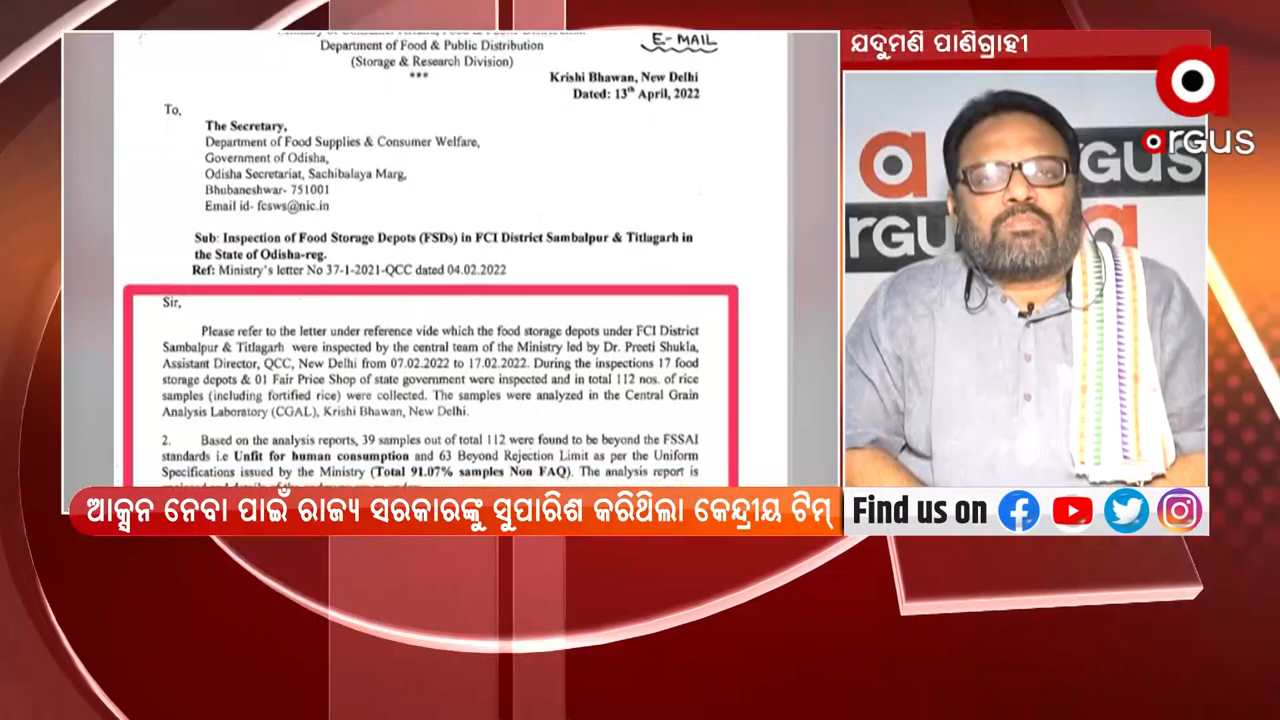 Department of Food & Public Distribution
(Storage & Research Division)
***
E-MAIL
Krishi Bhawan, New Delhi
Dated: 13th April, 2022
To,
The Secretary,
Department of Food Supplies & Consumer Welfare,
Government of Odisha,
Odisha Secretariat, Sachibalaya Marg,
Bhubaneshwar- 751001
Email id- fcsws@nic.in
Sub: Inspection of Food Storage Depots (FSDs) in FCI District Sambalpur & Titlagarh in
the State of Odisha-reg.
Ref: Ministry's letter No 37-1-2021-QCC dated 04.02.2022
Sir,
Please refer to the letter under reference vide which the food storage depots under FCI District
Sambalpur & Titlagarh were inspected by the central team of the Ministry led by Dr. Preeti Shukla,
Assistant Director, QCC, New Delhi from 07.02.2022 to 17.02.2022. During the inspections 17 food
storage depots & 01 Fair Price Shop of state government were inspected and in total 112 nos. of rice
samples (including fortified rice) were collected. The samples were analyzed in the Central Grain
Analysis Laboratory (CGAL), Krishi Bhawan, New Delhi.
2. Based on the analysis reports, 39 samples out of total 112 were found to be beyond the FSSAI
standards i.e Unfit for human consumption and 63 Beyond Rejection Limit as per the Uniform
Specifications issued by the Ministry (Total 91.07% samples Non FAQ). The analysis report is
ଯଦୁମଣି ପାଣିଗ୍ରାହୀ
argus
argus
rgu
ଆକ୍ସନ ନେବା ପାଇଁ ରାଜ୍ୟ ସରକାରଙ୍କୁ ସୁପାରିଶ କରିଥିଲା କେନ୍ଦ୍ରୀୟ ଟିମ୍
Find us on